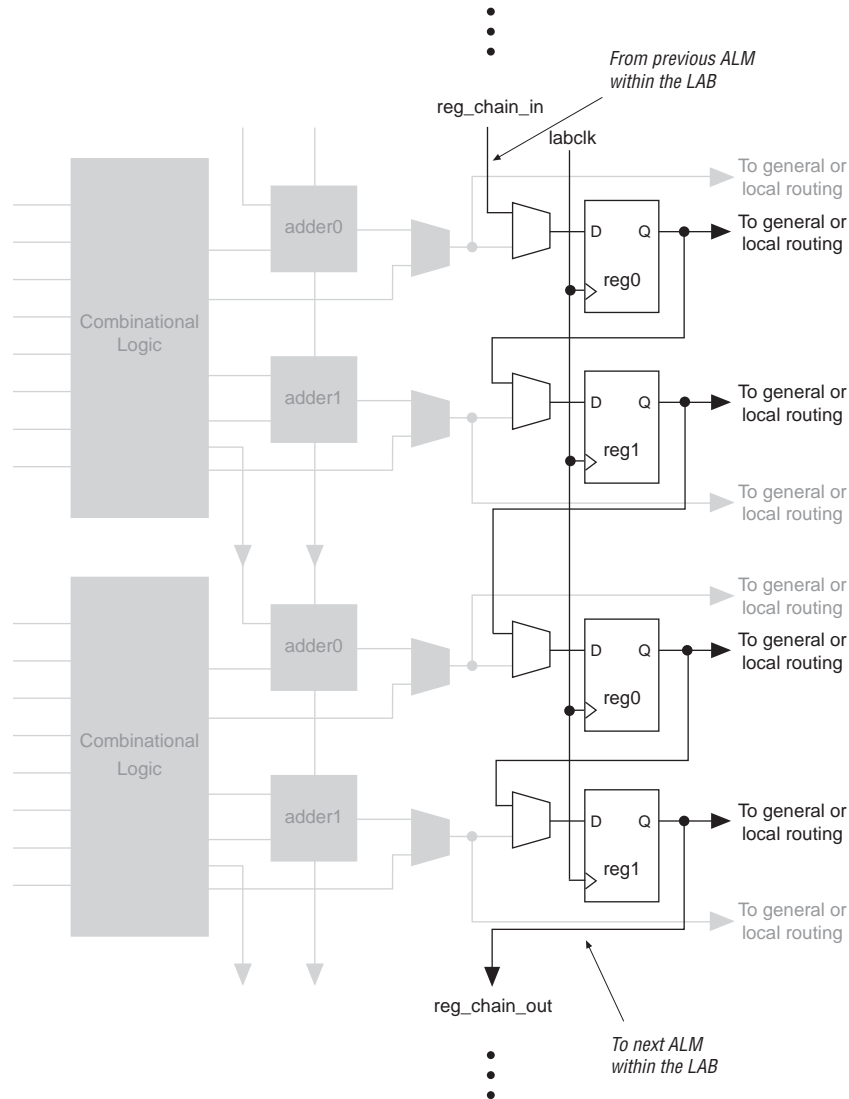 From previous ALM
within the LAB
reg_chain_in
labclk
To general or
local routing
adder0
D Q
To general or
local routing
reg0
Combinational
Logic
adder1
D Q
To general or
local routing
reg1
To general or
local routing
To general or
local routing
adder0
D Q
To general or
local routing
reg0
Combinational
Logic
adder1
D Q
To general or
local routing
reg1
To general or
local routing
reg_chain_out
To next ALM
within the LAB